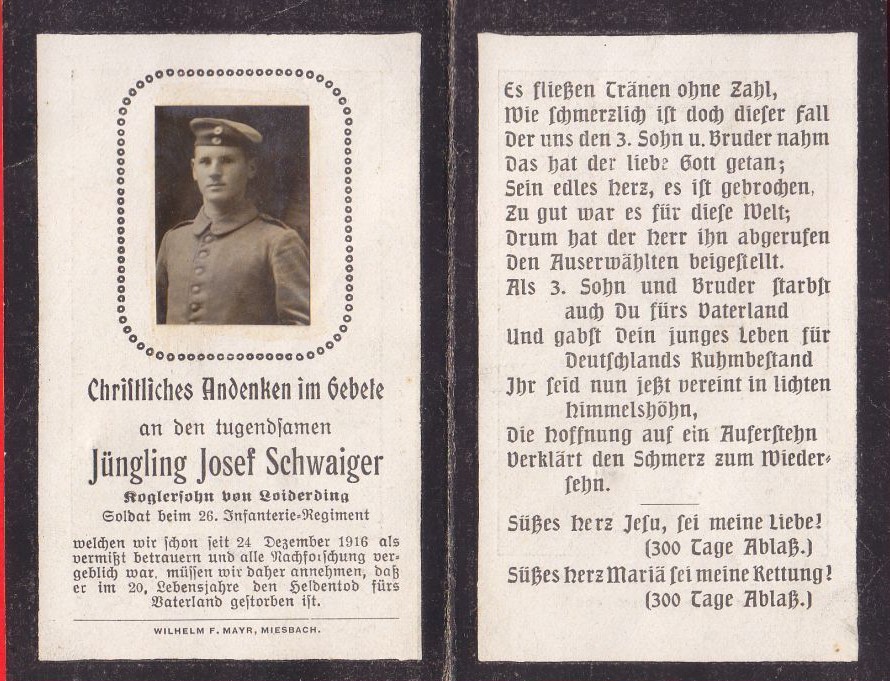 Christliches Andenken im Gebete
an den tugendsamen
Jüngling Josef Schwaiger
Koglersohn von Loiderding
Soldat beim 26. Infanterie-Regiment
welchen wir schon seit 24 Dezember 1916 als
vermißt betrauern und alle Nachforschung ver-
geblich war, müssen wir daher annehmen, daß
er im 20. Lebensjahre den Heldentod fürs
Vaterland gestorben ist.
WILHELM F. MAYR, MIESBACH.
Es fließen Tränen ohne Zahl,
Wie schmerzlich ist doch dieser Fall
Der uns den 3. Sohn u. Bruder nahm
Das hat der liebe Gott getan;
Sein edles Herz, es ist gebrochen,
Zu gut war es für diese Welt;
Drum hat der Herr ihn abgerufen
Den Auserwählten beigestellt.
Als 3. Sohn und Bruder starbst
auch Du fürs Vaterland
Und gabst Dein junges Leben für
Deutschlands Ruhmbestand
Ihr seid nun jetzt vereint in lichten
Himmelshöhn,
Die Hoffnung auf ein Auferstehn
Verklärt den Schmerz zum Wieder-
sehn.
Süßes Herz Jesu, sei meine Liebe!
(300 Tage Ablaß.)
Süßes Herz Mariä sei meine Rettung!
(300 Tage Ablaß.)